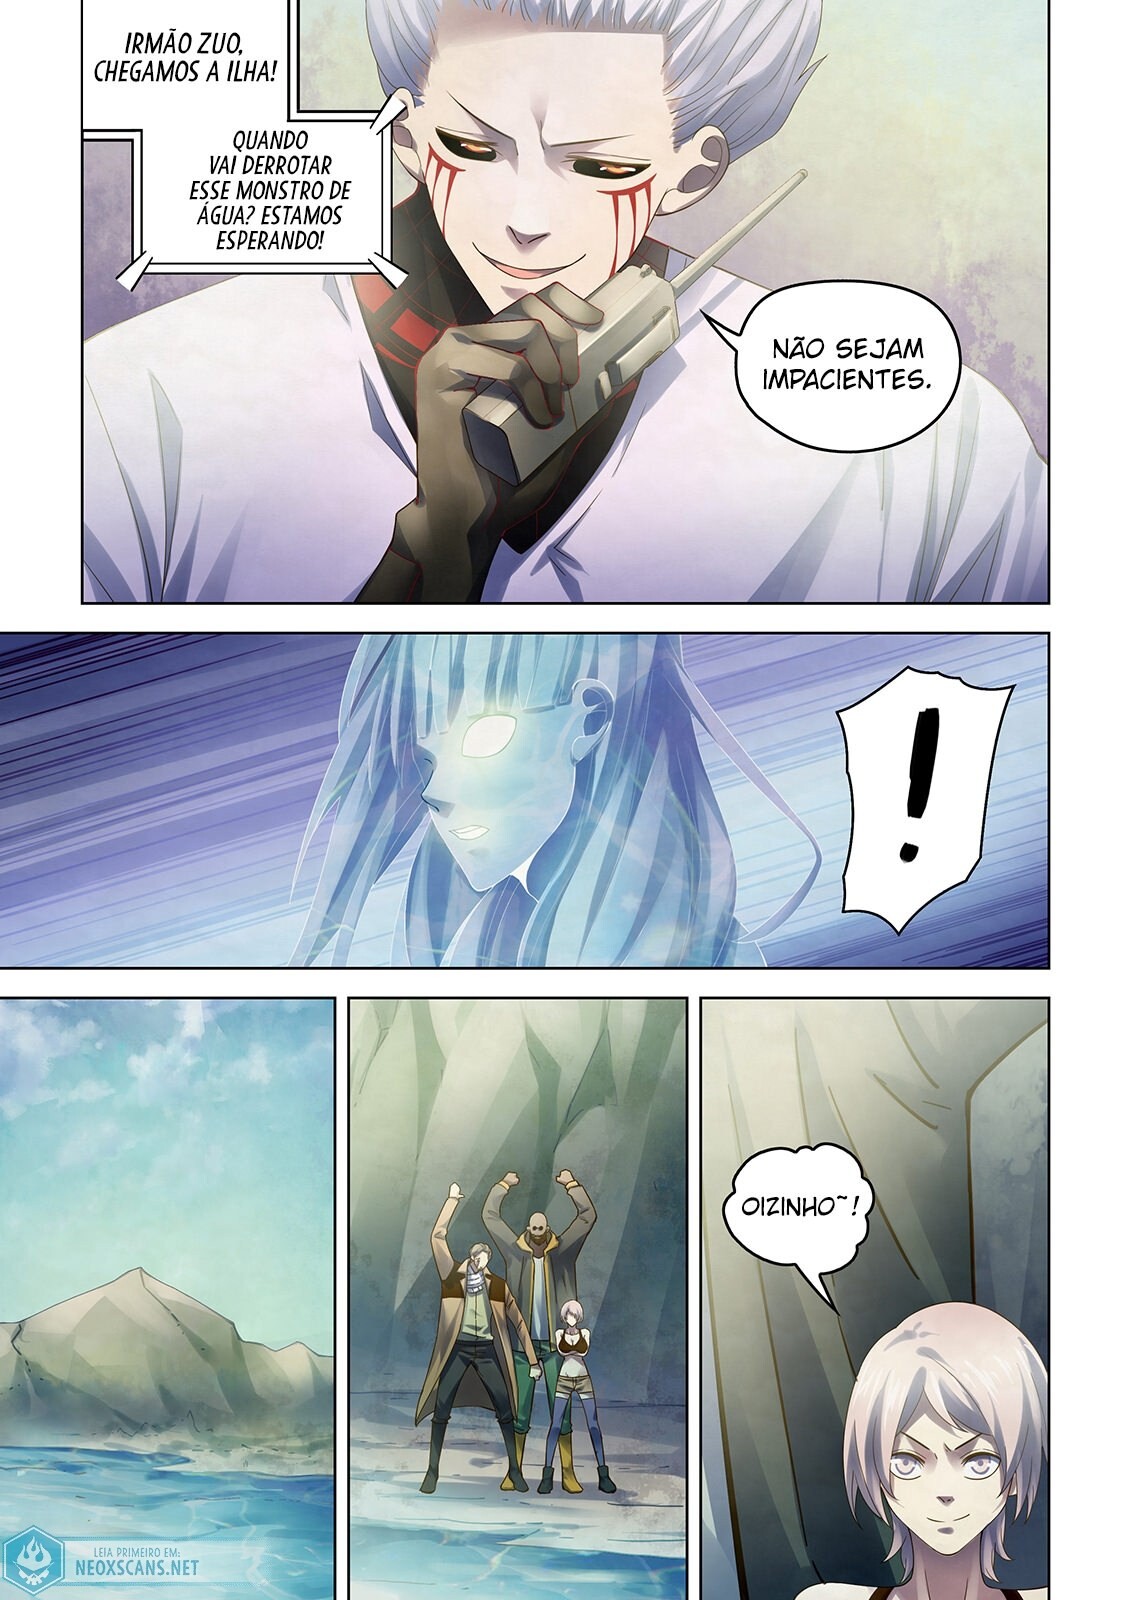 IRMÃO ZUO,
CHEGAMOS A ILHA!
QUANDO
VAI DERROTAR
ESSE MONSTRO DE
ÁGUA? ESTAMOS
ESPERANDO!
NÃO SEJAM
IMPACIENTES.
!
OIZINHO~!
LEIA PRIMEIRO EM:
NEOXSCANS.NET